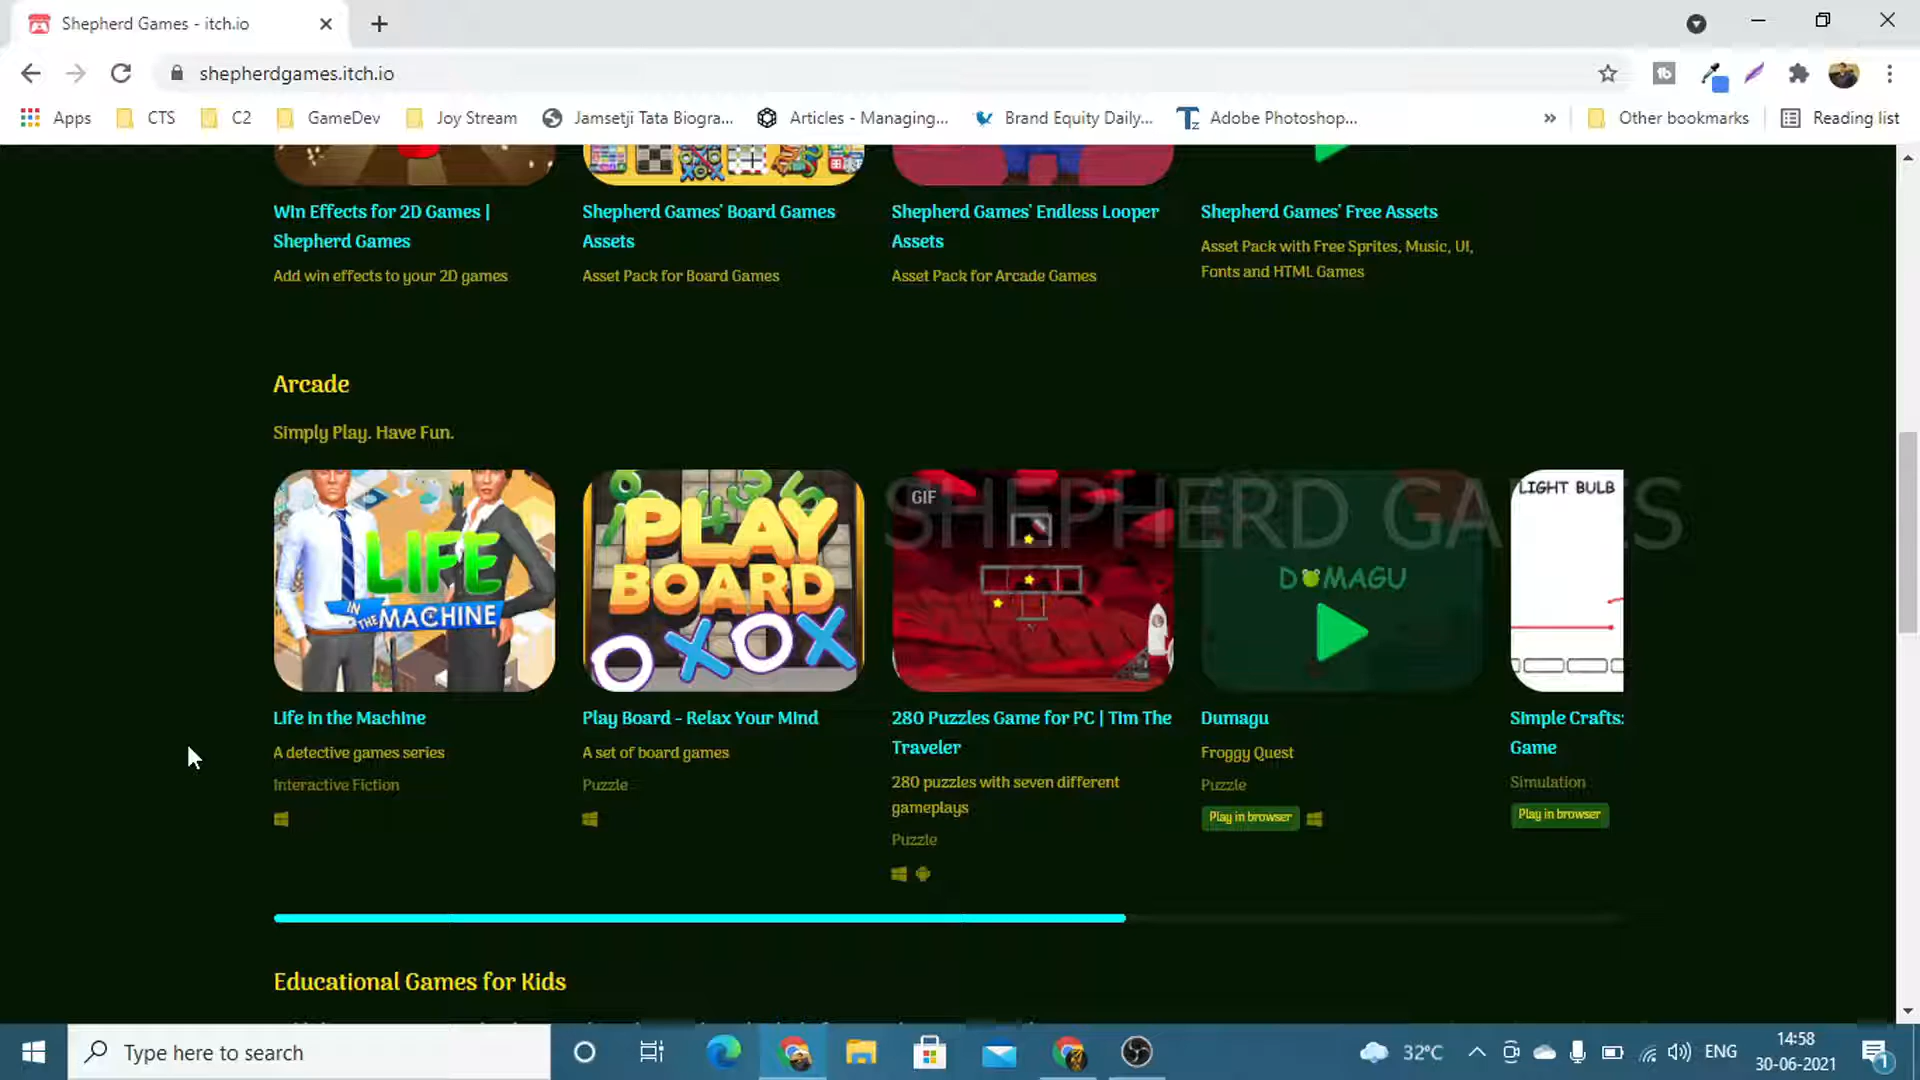 Shepherd Games - itch.io
shepherdgames.itch.io
Apps
CTS
C2
GameDev
Joy Stream
Jamsetji Tata Biogra...
Articles - Managing...
Brand Equity Daily...
Adobe Photoshop...
»
Other bookmarks
Reading list
Win Effects for 2D Games |
Shepherd Games
Add win effects to your 2D games
Shepherd Games' Board Games
Assets
Asset Pack for Board Games
Shepherd Games' Endless Looper
Assets
Asset Pack for Arcade Games
Shepherd Games' Free Assets
Asset Pack with Free Sprites, Music, UI,
Fonts and HTML Games
Arcade
Simply Play. Have Fun.
LIFE
IN THE MACHINE
PLAY
BOARD
OXOX
GIF
SHEPHERD GAMES
DUMAGU
LIGHT BULB
Life in the Machine
A detective games series
Interactive Fiction
Play Board - Relax Your Mind
A set of board games
Puzzle
280 Puzzles Game for PC | Tim The
Traveler
280 puzzles with seven different
gameplays
Puzzle
Dumagu
Froggy Quest
Puzzle
Play in browser
Simple Crafts:
Game
Simulation
Play in browser
Educational Games for Kids
Type here to search
32°C
ENG
14:58
30-06-2021
1